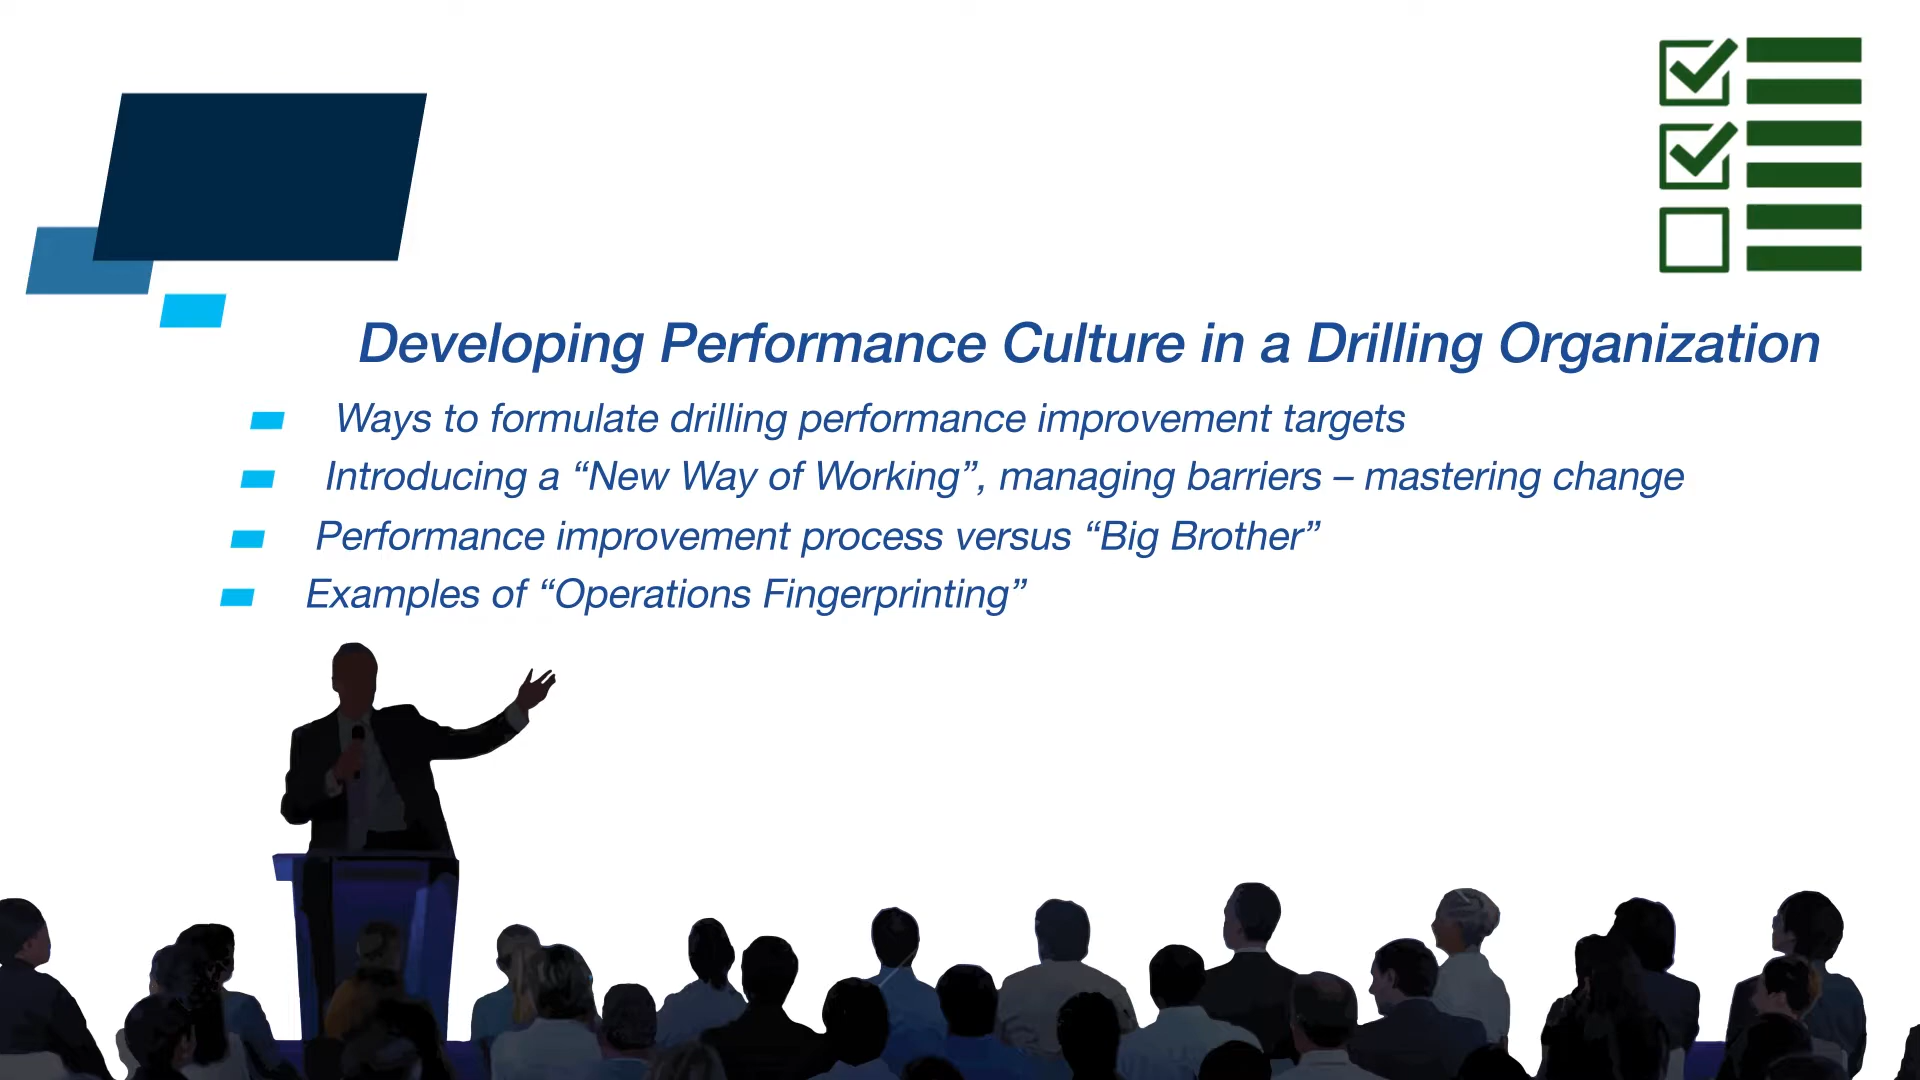 Developing Performance Culture in a Drilling Organization
Ways to formulate drilling performance improvement targets
Introducing a “New Way of Working”, managing barriers – mastering change
Performance improvement process versus “Big Brother”
Examples of “Operations Fingerprinting”